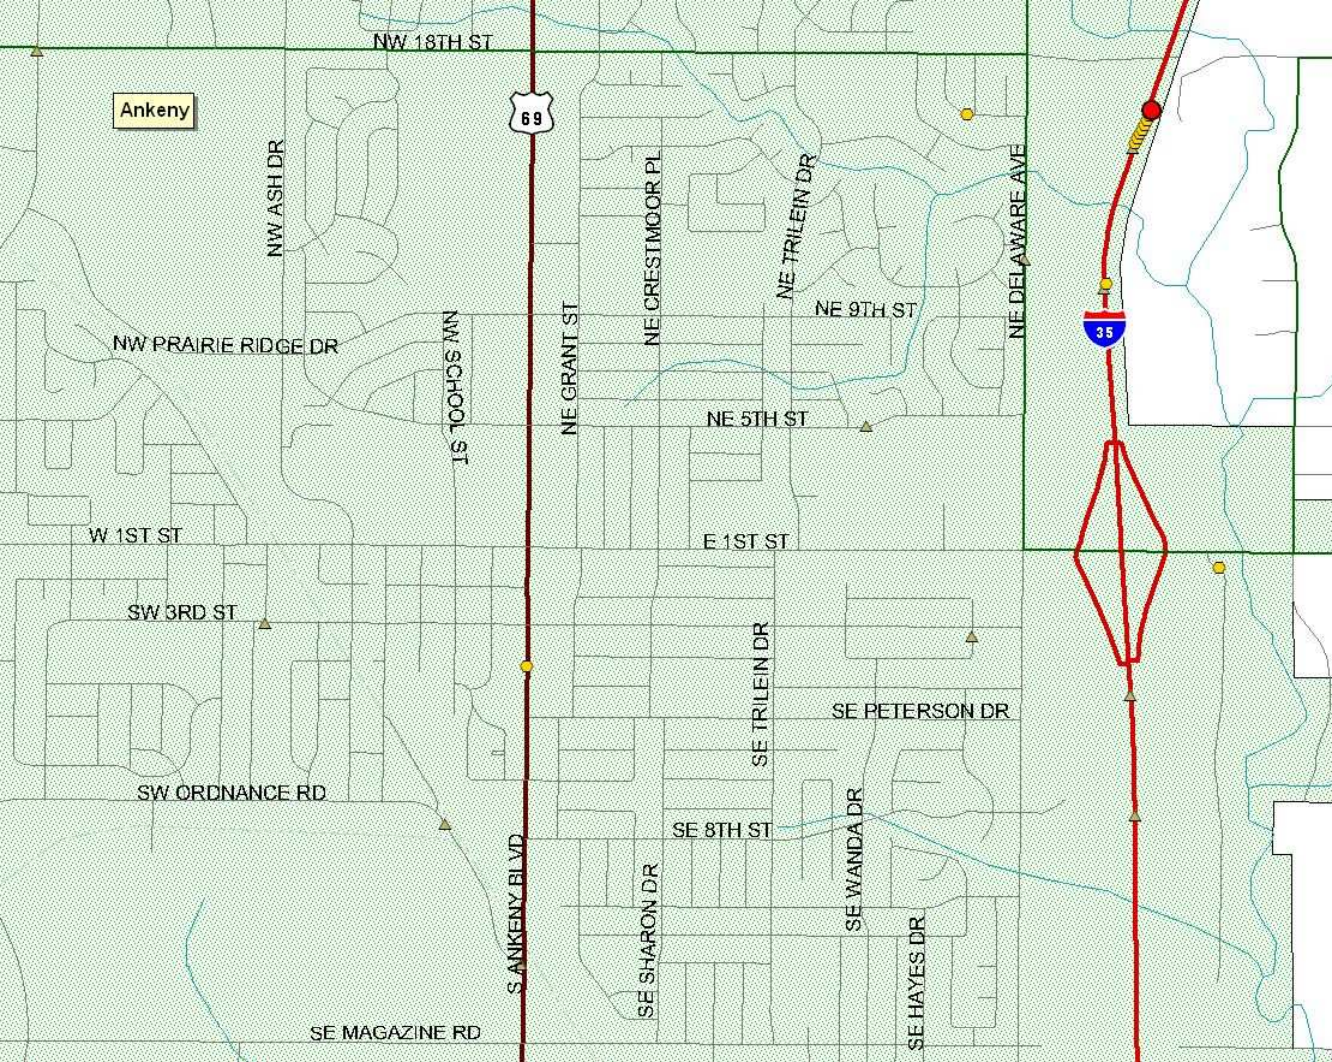 NW 18TH ST
Ankeny
69
NW ASH DR
NE CRESTMOOR PL
NE TRILEIN DR
NE DELAWARE AVE
NE 9TH ST
NW PRAIRIE RIDGE DR
NW SCHOOL ST
NE GRANT ST
35
NE 5TH ST
W 1ST ST
E 1ST ST
SW 3RD ST
SE TRILEIN DR
SE PETERSON DR
SW ORDNANCE RD
SE 8TH ST
SE WANDA DR
S ANKENY BLVD
SE SHARON DR
SE HAYES DR
SE MAGAZINE RD